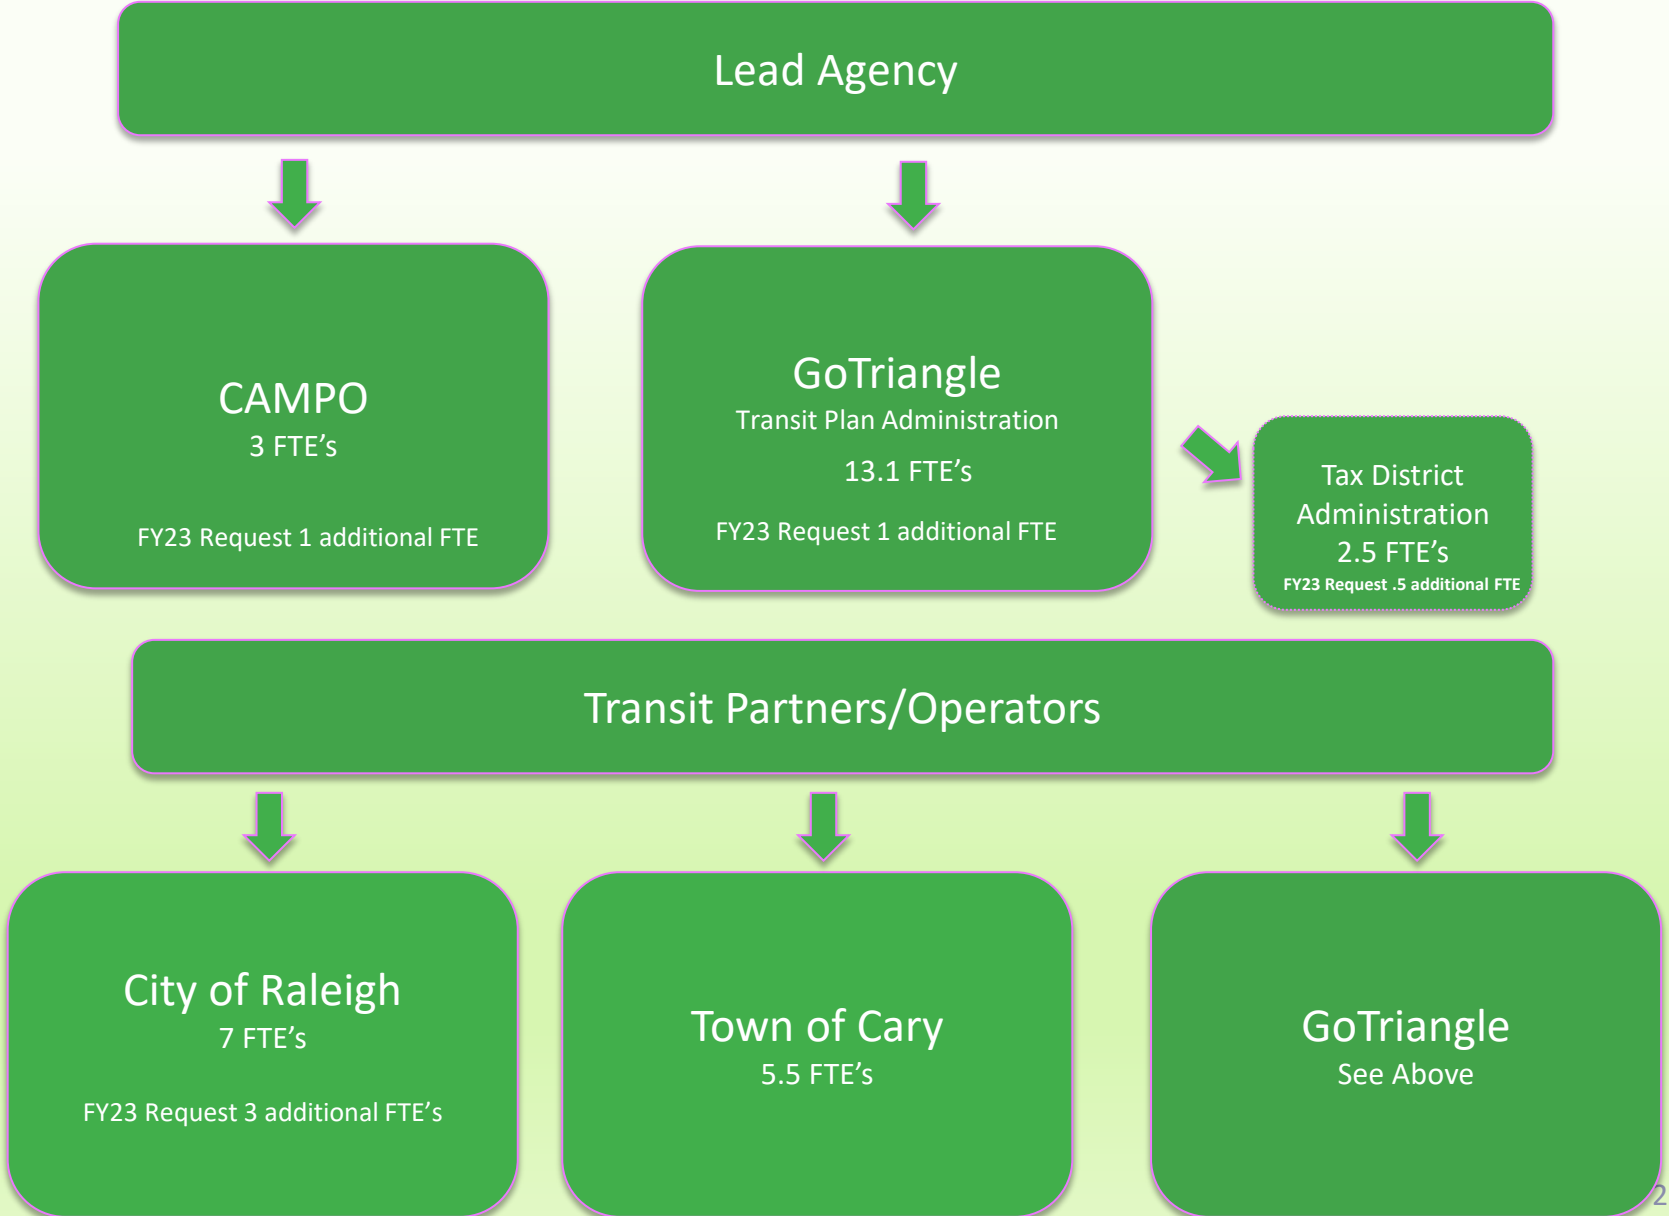 Lead Agency
CAMPO
3 FTE’s
FY23 Request 1 additional FTE
GoTriangle
Transit Plan Administration
13.1 FTE’s
FY23 Request 1 additional FTE
Tax District
Administration
2.5 FTE’s
FY23 Request .5 additional FTE
Transit Partners/Operators
City of Raleigh
7 FTE’s
FY23 Request 3 additional FTE’s
Town of Cary
5.5 FTE’s
GoTriangle
See Above
2